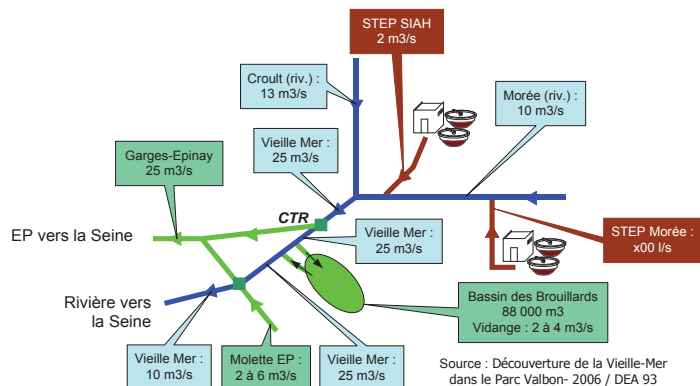 STEP SIAH
2 m3/s
Croult (riv.) :
13 m3/s
Morée (riv.) :
10 m3/s
Vieille Mer :
25 m3/s
Garges-Epinay
25 m3/s
CTR
EP vers la Seine
Vieille Mer :
25 m3/s
STEP Morée :
x00 l/s
Rivière vers
la Seine
Bassin des Brouillards
88 000 m3
Vidange : 2 à 4 m3/s
Vieille Mer :
10 m3/s
Molette EP :
2 à 6 m3/s
Vieille Mer :
25 m3/s
Source : Découverte de la Vieille-Mer
dans le Parc Valbon- 2006 / DEA 93